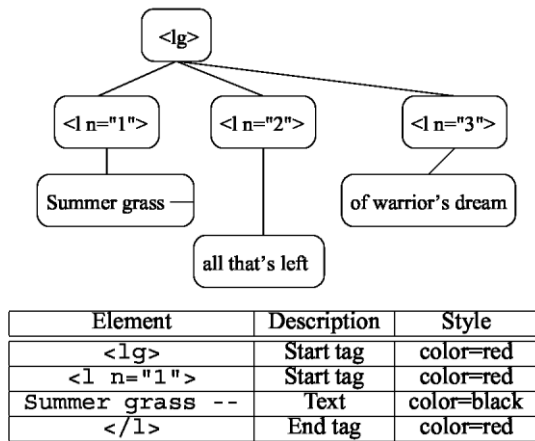 <lg>
<l n="1"> <l n="2"> <l n="3">
Summer grass — of warrior's dream
all that's left
Element Description Style
<lg> Start tag color=red
<l n="1"> Start tag color=red
Summer grass -- Text color=black
</l> End tag color=red